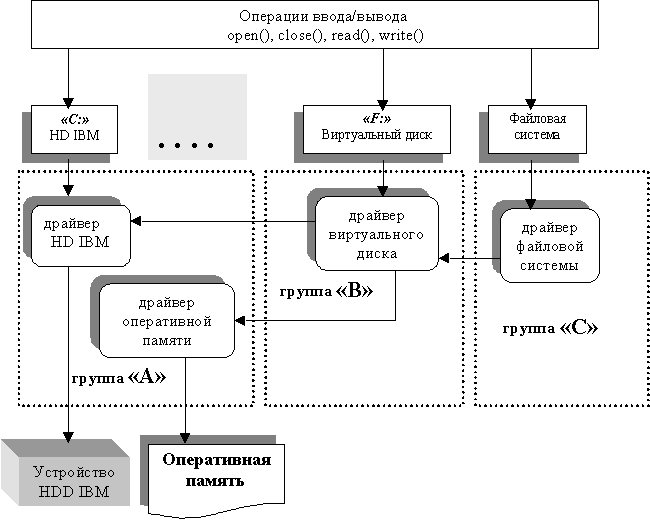 Операции ввода/вывода
open(), close(), read(), write()
«C:»
HD IBM
. . . .
«F:»
Виртуальный диск
Файловая
система
драйвер
HD IBM
драйвер
виртуального
диска
драйвер
файловой
системы
драйвер
оперативной
памяти
группа «B»
группа «C»
группа «A»
Устройство
HDD IBM
Оперативная
память